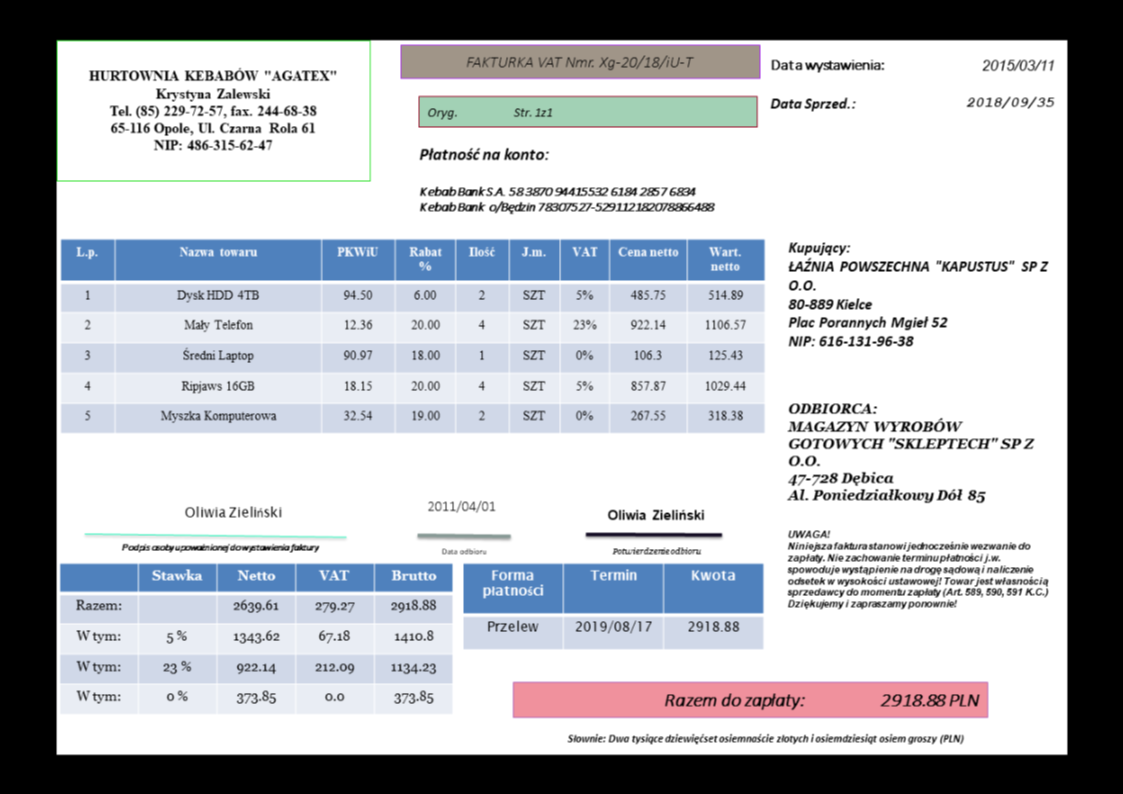 HURTOWNIA KEBABÓW "AGATEX"
Krystyna Zalewski
Tel. (85) 229-72-57, fax. 244-68-38
65-116 Opole, Ul. Czarna Rola 61
NIP: 486-315-62-47
FAKTURKA VAT Nmr. Xg-20/18/iU-T
Oryg. Str. 1z1
Data wystawienia: 2015/03/11
Data Sprzed.: 2018/09/35
Płatność na konto:
Kebab Bank S.A. 58 3870 94415532 6184 2857 6834
Kebab Bank o/Będzin 78307527-529112182078866488
L.p. Nazwa towaru PKWiU Rabat % Ilość J.m. VAT Cena netto Wart. netto
1 Dysk HDD 4TB 94.50 6.00 2 SZT 5% 485.75 514.89
2 Mały Telefon 12.36 20.00 4 SZT 23% 922.14 1106.57
3 Średni Laptop 90.97 18.00 1 SZT 0% 106.3 125.43
4 Ripjaws 16GB 18.15 20.00 4 SZT 5% 857.87 1029.44
5 Myszka Komputerowa 32.54 19.00 2 SZT 0% 267.55 318.38
Kupujący:
ŁAŹNIA POWSZECHNA "KAPUSTUS" SP Z
O.O.
80-889 Kielce
Plac Porannych Mgieł 52
NIP: 616-131-96-38
ODBIORCA:
MAGAZYN WYROBÓW
GOTOWYCH "SKLEPTECH" SP Z
O.O.
47-728 Dębica
Al. Poniedziałkowy Dół 85
UWAGA!
Niniejsza faktura stanowi jednocześnie wezwanie do
zapłaty. Nie zachowanie terminu płatności j.w.
spowoduje wystąpienie na drogę sądową i naliczenie
odsetek w wysokości ustawowej! Towar jest własnością
sprzedawcy do momentu zapłaty (Art. 589, 590, 591 K.C.)
Dziękujemy i zapraszamy ponownie!
Oliwia Zieliński
Podpis osoby upoważnionej do wystawienia faktury
2011/04/01
Data odbioru
Oliwia Zieliński
Potwierdzenie odbioru
Stawka Netto VAT Brutto
Razem: 2639.61 279.27 2918.88
W tym: 5 % 1343.62 67.18 1410.8
W tym: 23 % 922.14 212.09 1134.23
W tym: 0 % 373.85 0.0 373.85
Forma płatności Termin Kwota
Przelew 2019/08/17 2918.88
Razem do zapłaty: 2918.88 PLN
Słownie: Dwa tysiące dziewięćset osiemnaście złotych i osiemdziesiąt osiem groszy (PLN)